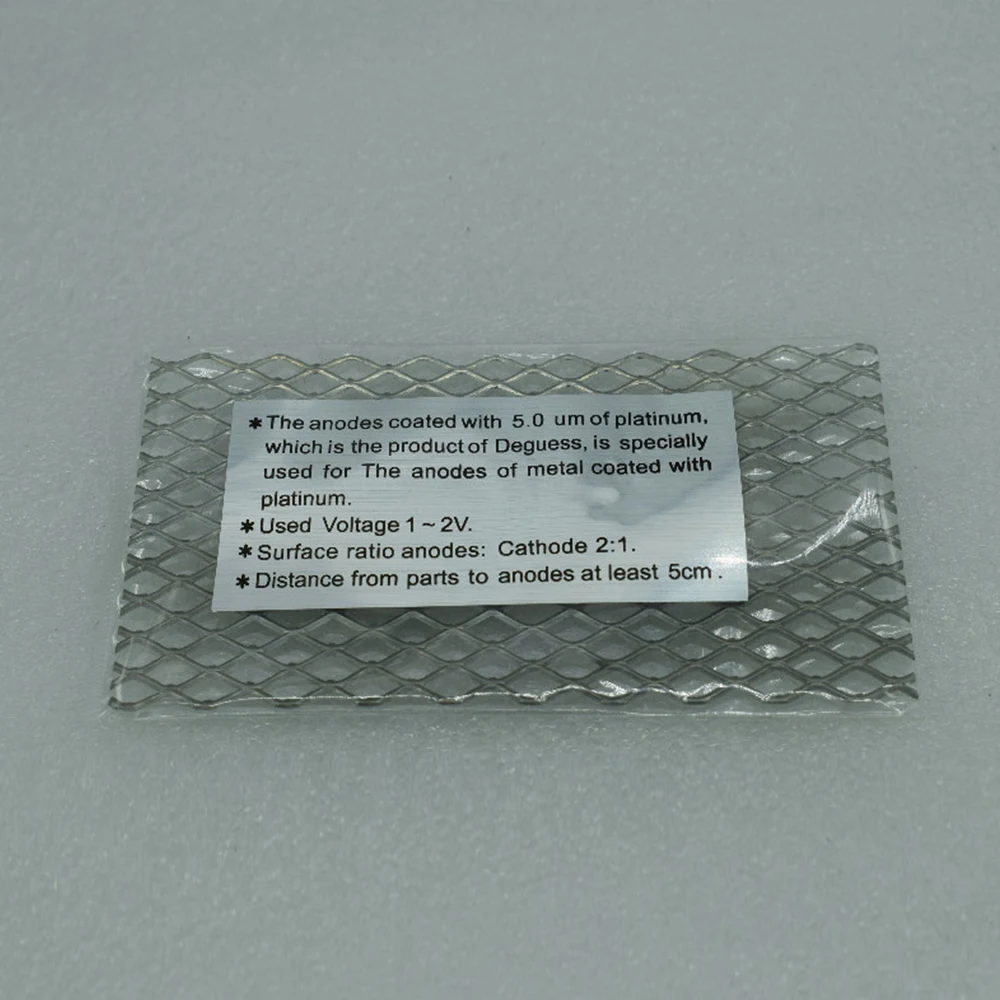 * The anodes coated with 5.0 um of platinum,
which is the product of Deguess, is specially
used for The anodes of metal coated with
platinum.
* Used Voltage 1 ~ 2V.
* Surface ratio anodes: Cathode 2:1.
* Distance from parts to anodes at least 5cm.